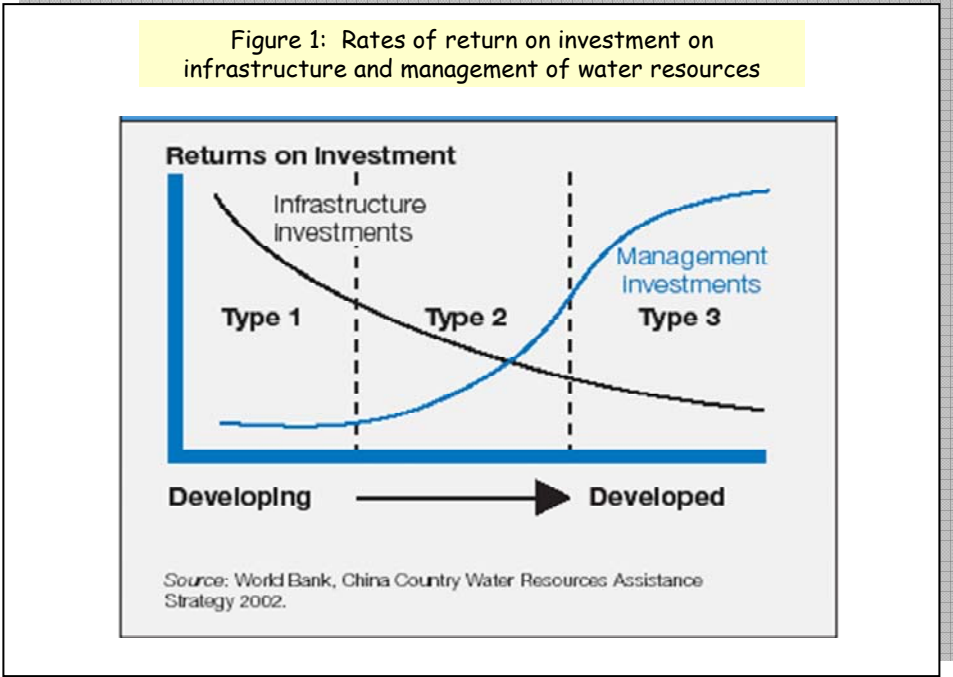 Figure 1:  Rates of return on investment on
infrastructure and management of water resources
Returns on Investment
Infrastructure
Investments
Management
Investments
Type 1
Type 2
Type 3
Developing
Developed
Source: World Bank, China Country Water Resources Assistance
Strategy 2002.